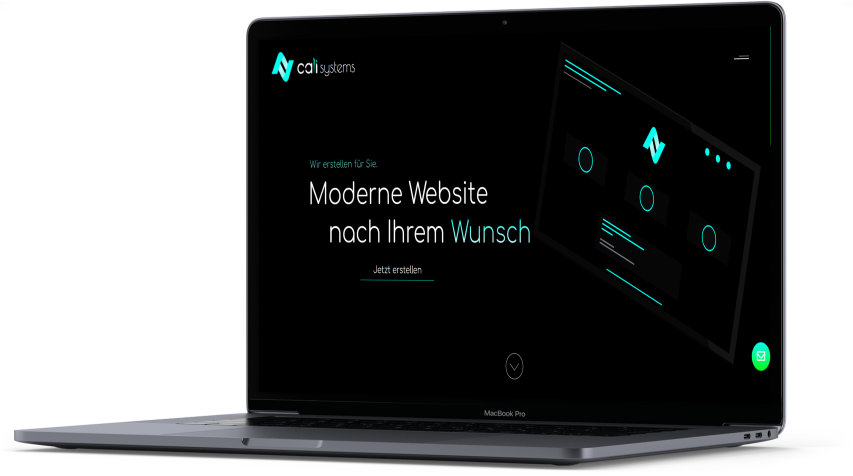 cali systems
Wir erstellen für Sie.
Moderne Website
nach Ihrem Wunsch
Jetzt erstellen
MacBook Pro